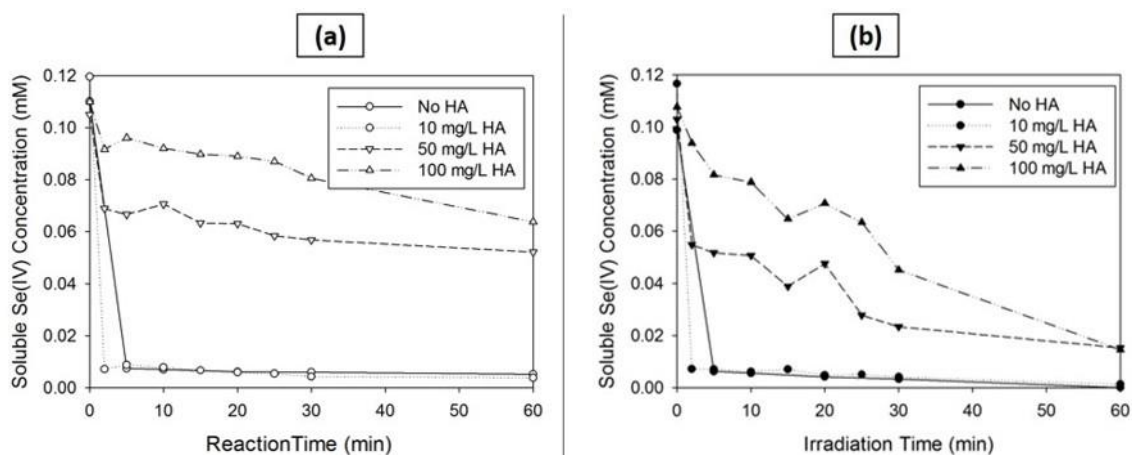 (a)
Soluble Se(IV) Concentration (mM)
0.12
0.10
0.08
0.06
0.04
0.02
0.00
No HA
10 mg/L HA
50 mg/L HA
100 mg/L HA
0 10 20 30 40 50 60
ReactionTime (min)
(b)
Soluble Se(IV) Concentration (mM)
0.12
0.10
0.08
0.06
0.04
0.02
0.00
No HA
10 mg/L HA
50 mg/L HA
100 mg/L HA
0 10 20 30 40 50 60
Irradiation Time (min)